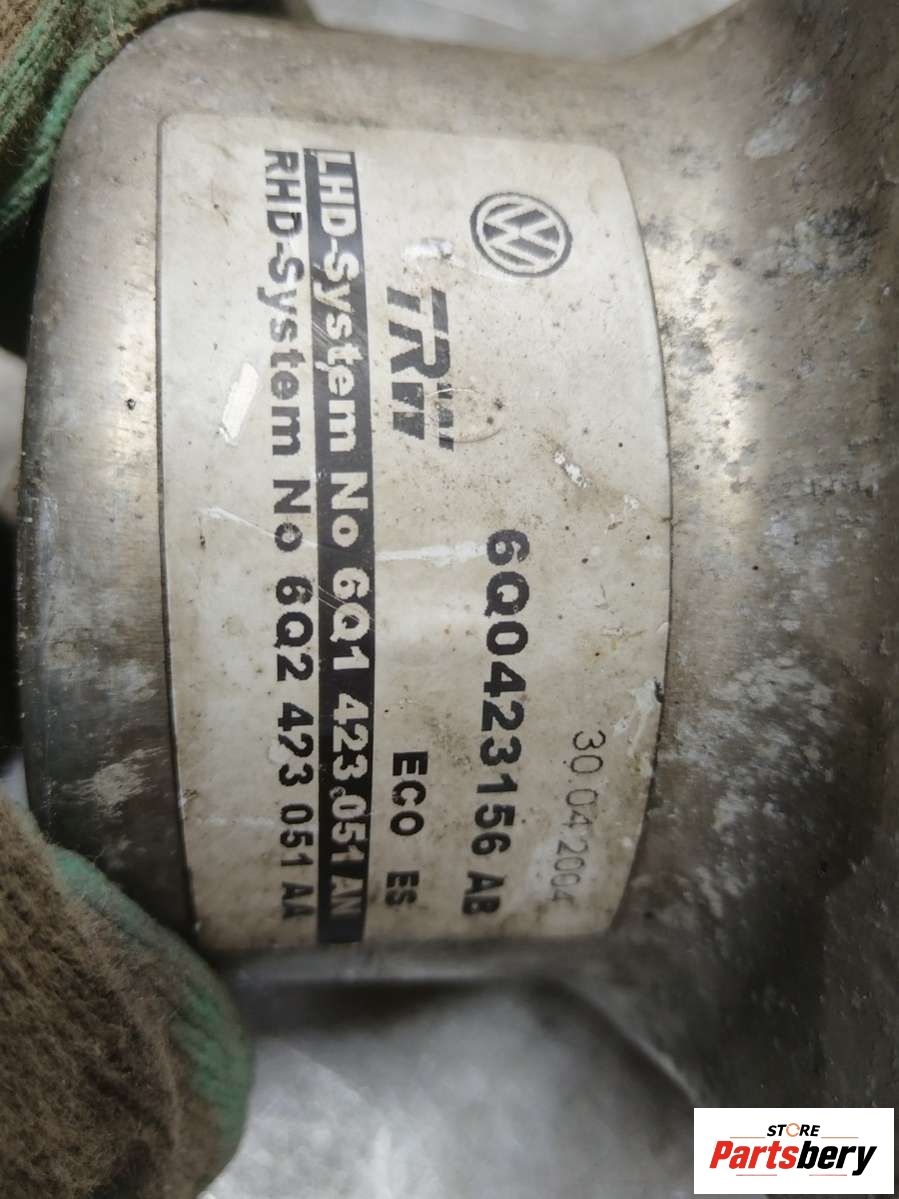 30.04.2004
6Q0423156 AB
TRW
ECO ES
LHD-System No 6Q1 423.051 AN
RHD-System No 6Q2 423 051 AA
STORE
Partsbery